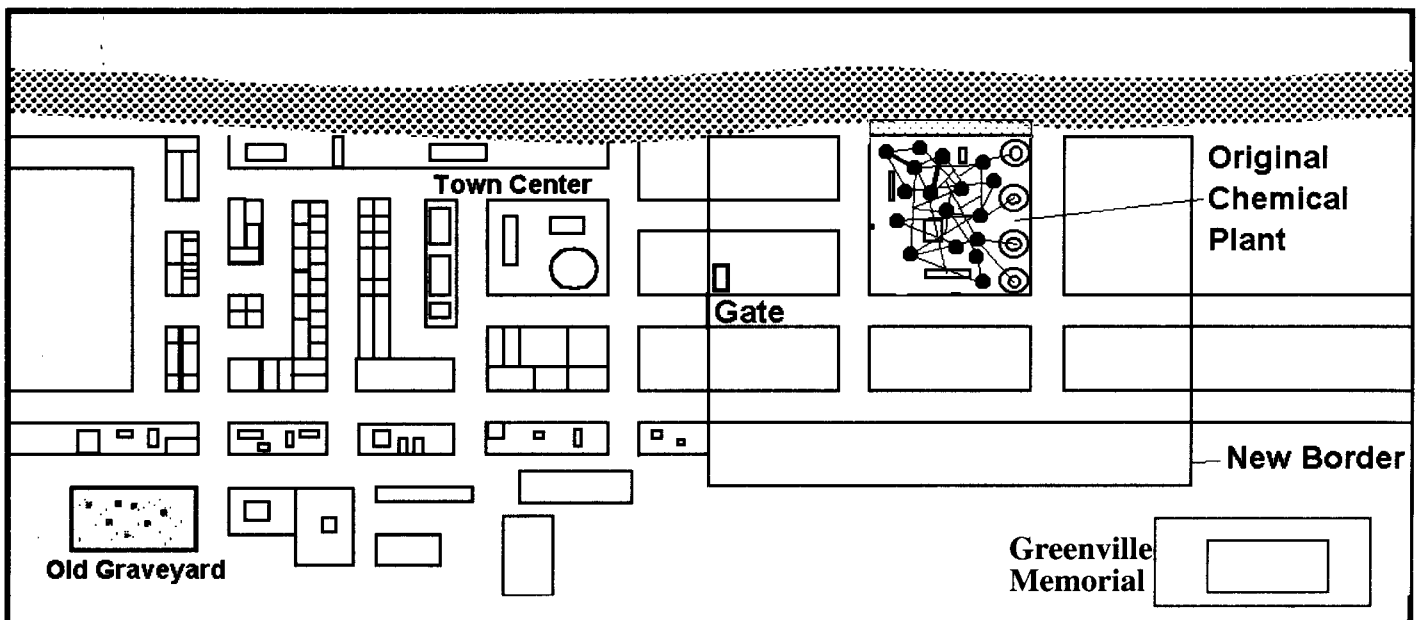 Town Center
Original
Chemical
Plant
Gate
New Border
Old Graveyard
Greenville
Memorial